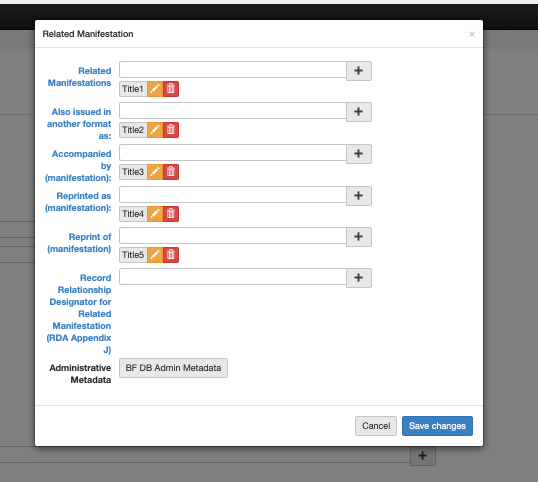 Related Manifestation
×
Related
Manifestations
+
Title1
Also issued in
another format
as:
+
Title2
Accompanied
by
(manifestation):
+
Title3
Reprinted as
(manifestation):
+
Title4
Reprint of
(manifestation)
+
Title5
Record
Relationship
Designator for
Related
Manifestation
(RDA Appendix
J)
+
Administrative
Metadata
BF DB Admin Metadata
Cancel
Save changes
+